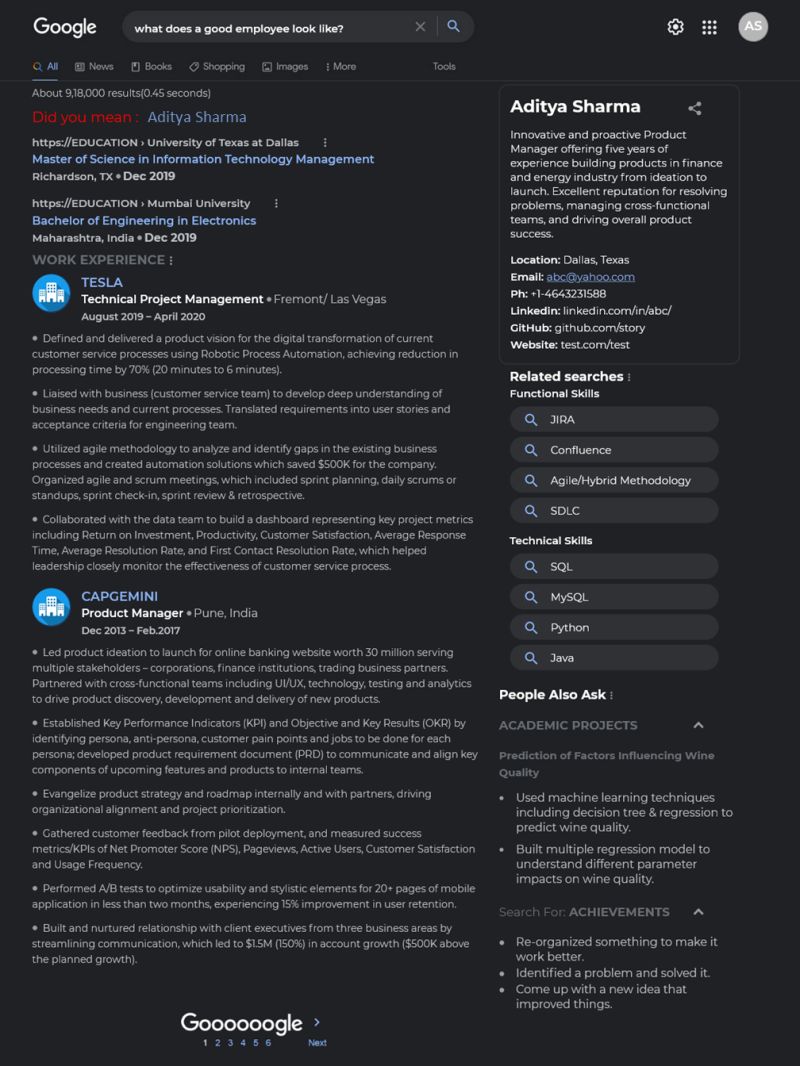 Google
what does a good employee look like?
AS
All
News
Books
Shopping
Images
More
Tools
About 9,18,000 results(0.45 seconds)
Did you mean : Aditya Sharma
https://EDUCATION › University of Texas at Dallas
Master of Science in Information Technology Management
Richardson, TX • Dec 2019
https://EDUCATION › Mumbai University
Bachelor of Engineering in Electronics
Maharashtra, India • Dec 2019
WORK EXPERIENCE
TESLA
Technical Project Management • Fremont/ Las Vegas
August 2019 – April 2020
• Defined and delivered a product vision for the digital transformation of current
customer service processes using Robotic Process Automation, achieving reduction in
processing time by 70% (20 minutes to 6 minutes).
• Liaised with business (customer service team) to develop deep understanding of
business needs and current processes. Translated requirements into user stories and
acceptance criteria for engineering team.
• Utilized agile methodology to analyze and identify gaps in the existing business
processes and created automation solutions which saved $500K for the company.
Organized agile and scrum meetings, which included sprint planning, daily scrums or
standups, sprint check-in, sprint review & retrospective.
• Collaborated with the data team to build a dashboard representing key project metrics
including Return on Investment, Productivity, Customer Satisfaction, Average Response
Time, Average Resolution Rate, and First Contact Resolution Rate, which helped
leadership closely monitor the effectiveness of customer service process.
CAPGEMINI
Product Manager • Pune, India
Dec 2013 – Feb.2017
• Led product ideation to launch for online banking website worth 30 million serving
multiple stakeholders – corporations, finance institutions, trading business partners.
Partnered with cross-functional teams including UI/UX, technology, testing and analytics
to drive product discovery, development and delivery of new products.
• Established Key Performance Indicators (KPI) and Objective and Key Results (OKR) by
identifying persona, anti-persona, customer pain points and jobs to be done for each
persona; developed product requirement document (PRD) to communicate and align key
components of upcoming features and products to internal teams.
• Evangelize product strategy and roadmap internally and with partners, driving
organizational alignment and project prioritization.
• Gathered customer feedback from pilot deployment, and measured success
metrics/KPIs of Net Promoter Score (NPS), Pageviews, Active Users, Customer Satisfaction
and Usage Frequency.
• Performed A/B tests to optimize usability and stylistic elements for 20+ pages of mobile
application in less than two months, experiencing 15% improvement in user retention.
• Built and nurtured relationship with client executives from three business areas by
streamlining communication, which led to $1.5M (150%) in account growth ($500K above
the planned growth).
Goooooogle
1 2 3 4 5 6 Next
Aditya Sharma
Innovative and proactive Product
Manager offering five years of
experience building products in finance
and energy industry from ideation to
launch. Excellent reputation for resolving
problems, managing cross-functional
teams, and driving overall product
success.
Location: Dallas, Texas
Email: abc@yahoo.com
Ph: +1-4643231588
Linkedin: linkedin.com/in/abc/
GitHub: github.com/story
Website: test.com/test
Related searches
Functional Skills
JIRA
Confluence
Agile/Hybrid Methodology
SDLC
Technical Skills
SQL
MySQL
Python
Java
People Also Ask
ACADEMIC PROJECTS
Prediction of Factors Influencing Wine
Quality
• Used machine learning techniques
including decision tree & regression to
predict wine quality.
• Built multiple regression model to
understand different parameter
impacts on wine quality.
Search For: ACHIEVEMENTS
• Re-organized something to make it
work better.
• Identified a problem and solved it.
• Come up with a new idea that
improved things.